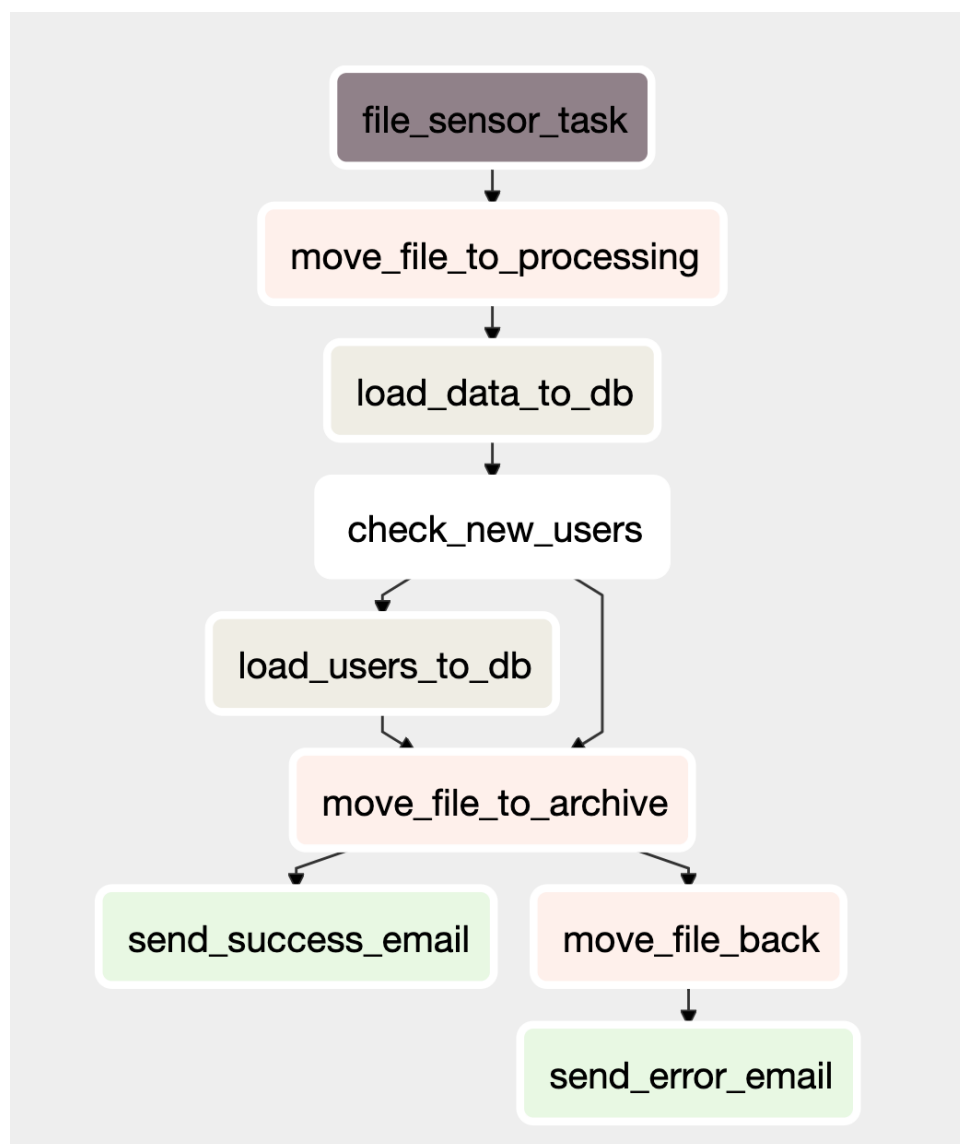 file_sensor_task
move_file_to_processing
load_data_to_db
check_new_users
load_users_to_db
move_file_to_archive
send_success_email
move_file_back
send_error_email